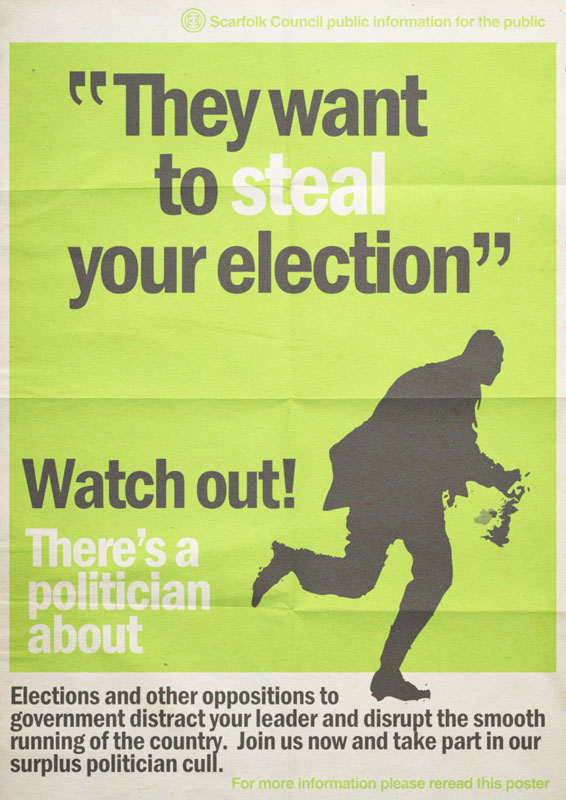 Scarfolk Council public information for the public
“They want
to steal
your election”
Watch out!
There’s a
politician
about
Elections and other oppositions to
government distract your leader and disrupt the smooth
running of the country. Join us now and take part in our
surplus politician cull.
For more information please reread this poster